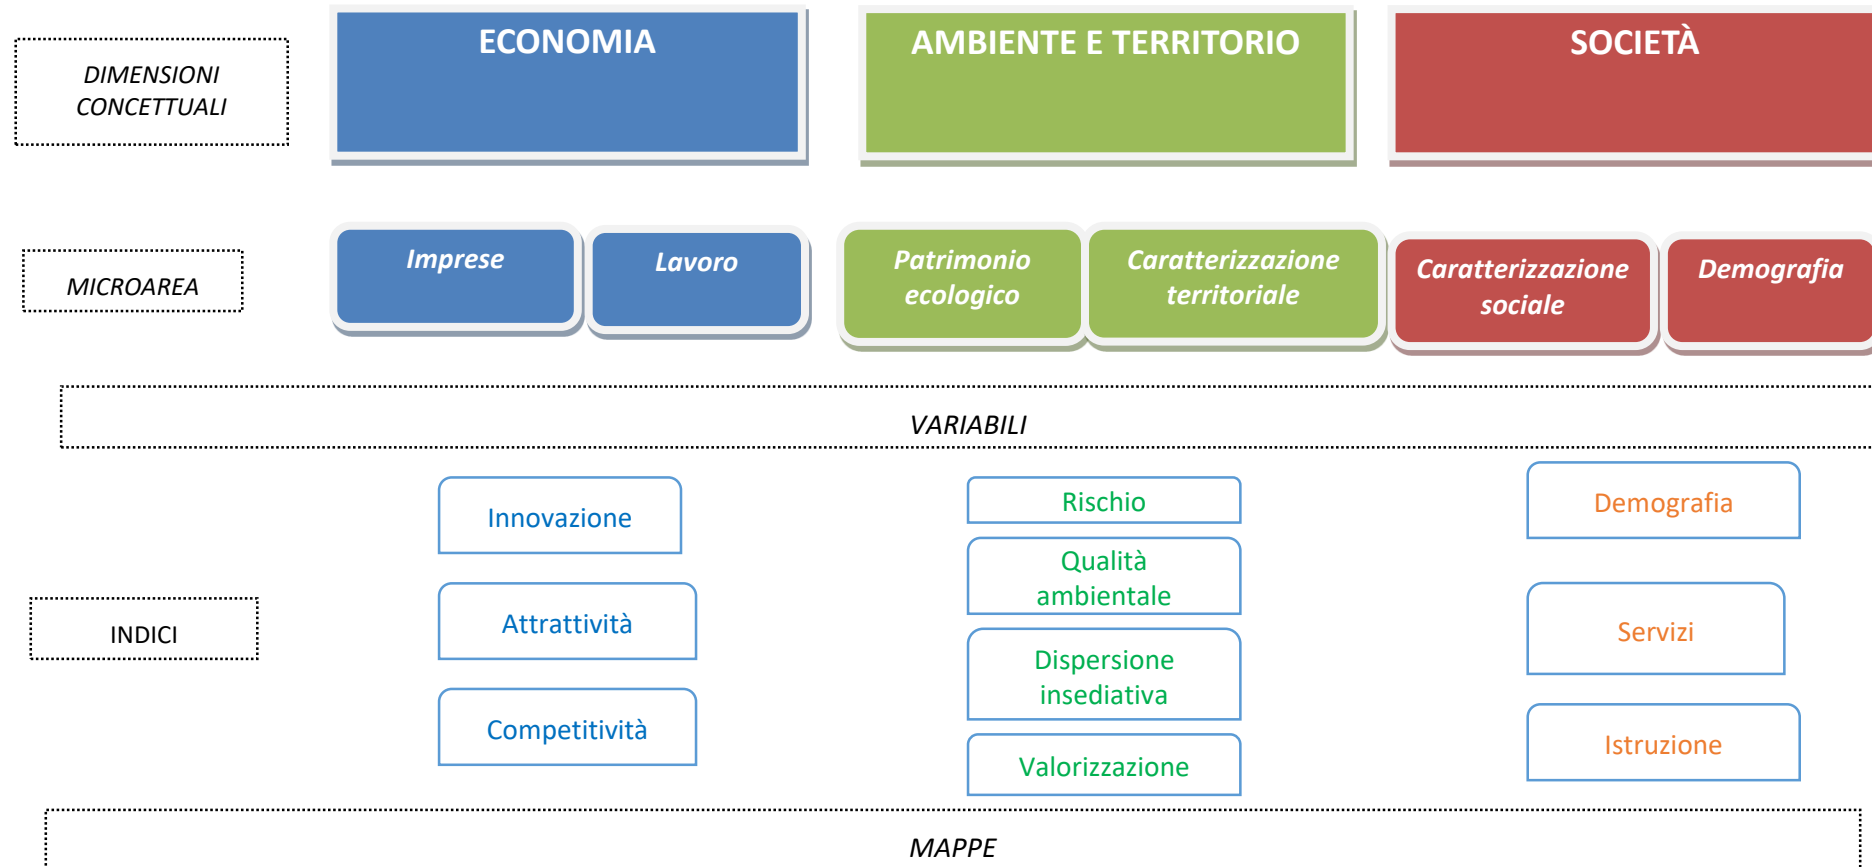 DIMENSIONI
CONCETTUALI
ECONOMIA
AMBIENTE E TERRITORIO
SOCIETÀ
MICROAREA
Imprese
Lavoro
Patrimonio
ecologico
Caratterizzazione
territoriale
Caratterizzazione
sociale
Demografia
VARIABILI
INDICI
Innovazione
Attrattività
Competitività
Rischio
Qualità
ambientale
Dispersione
insediativa
Valorizzazione
Demografia
Servizi
Istruzione
MAPPE